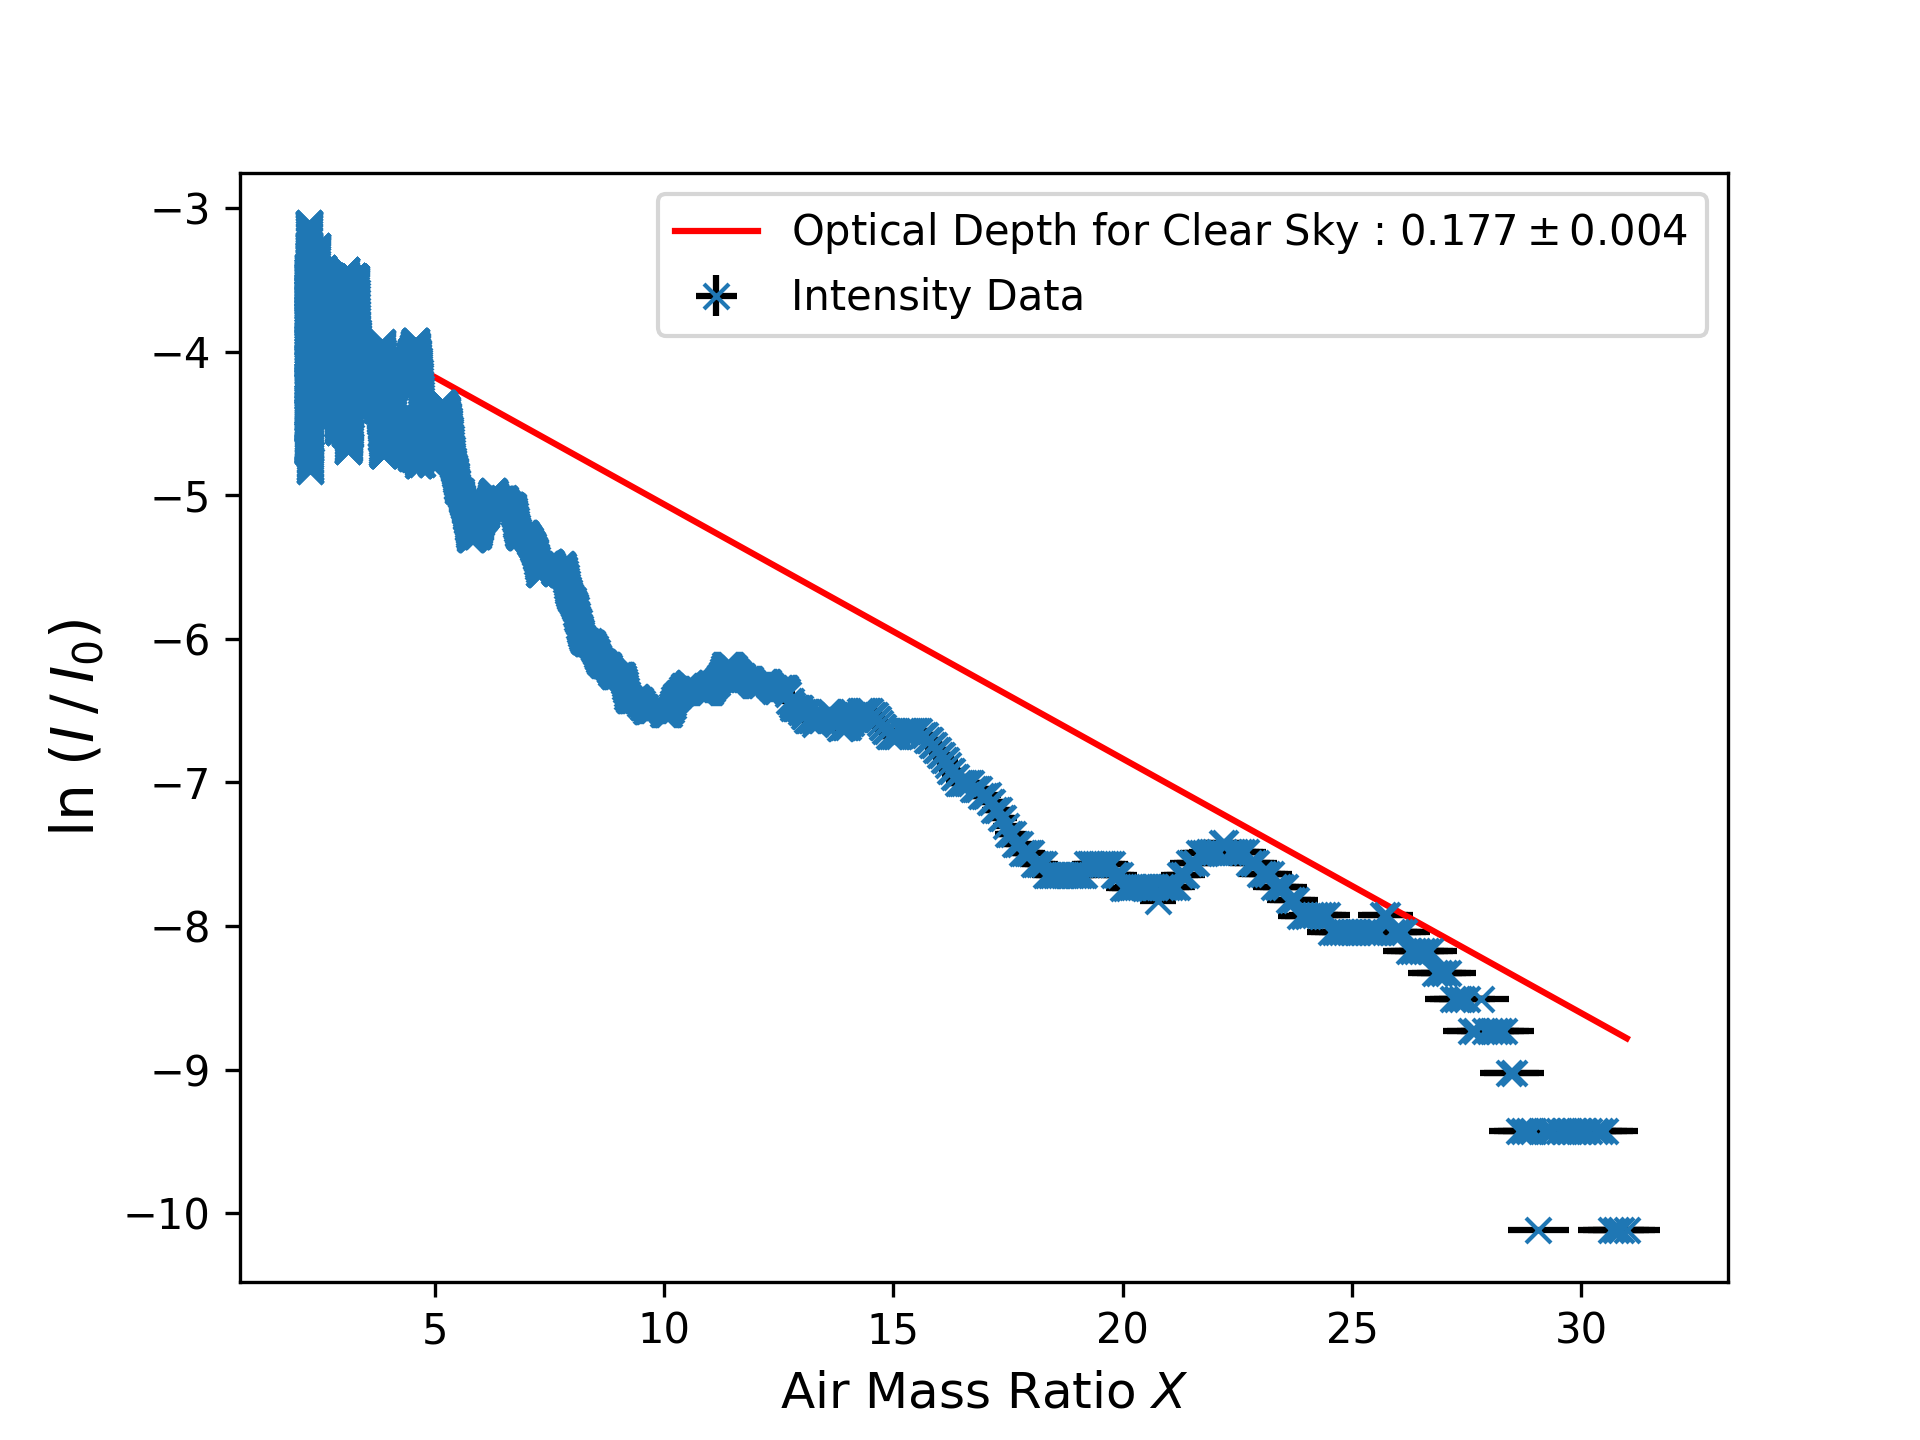 Optical Depth for Clear Sky : 0.177 ± 0.004
Intensity Data
−3
−4
−5
−6
−7
−8
−9
−10
ln (I / I₀)
5 10 15 20 25 30
Air Mass Ratio X